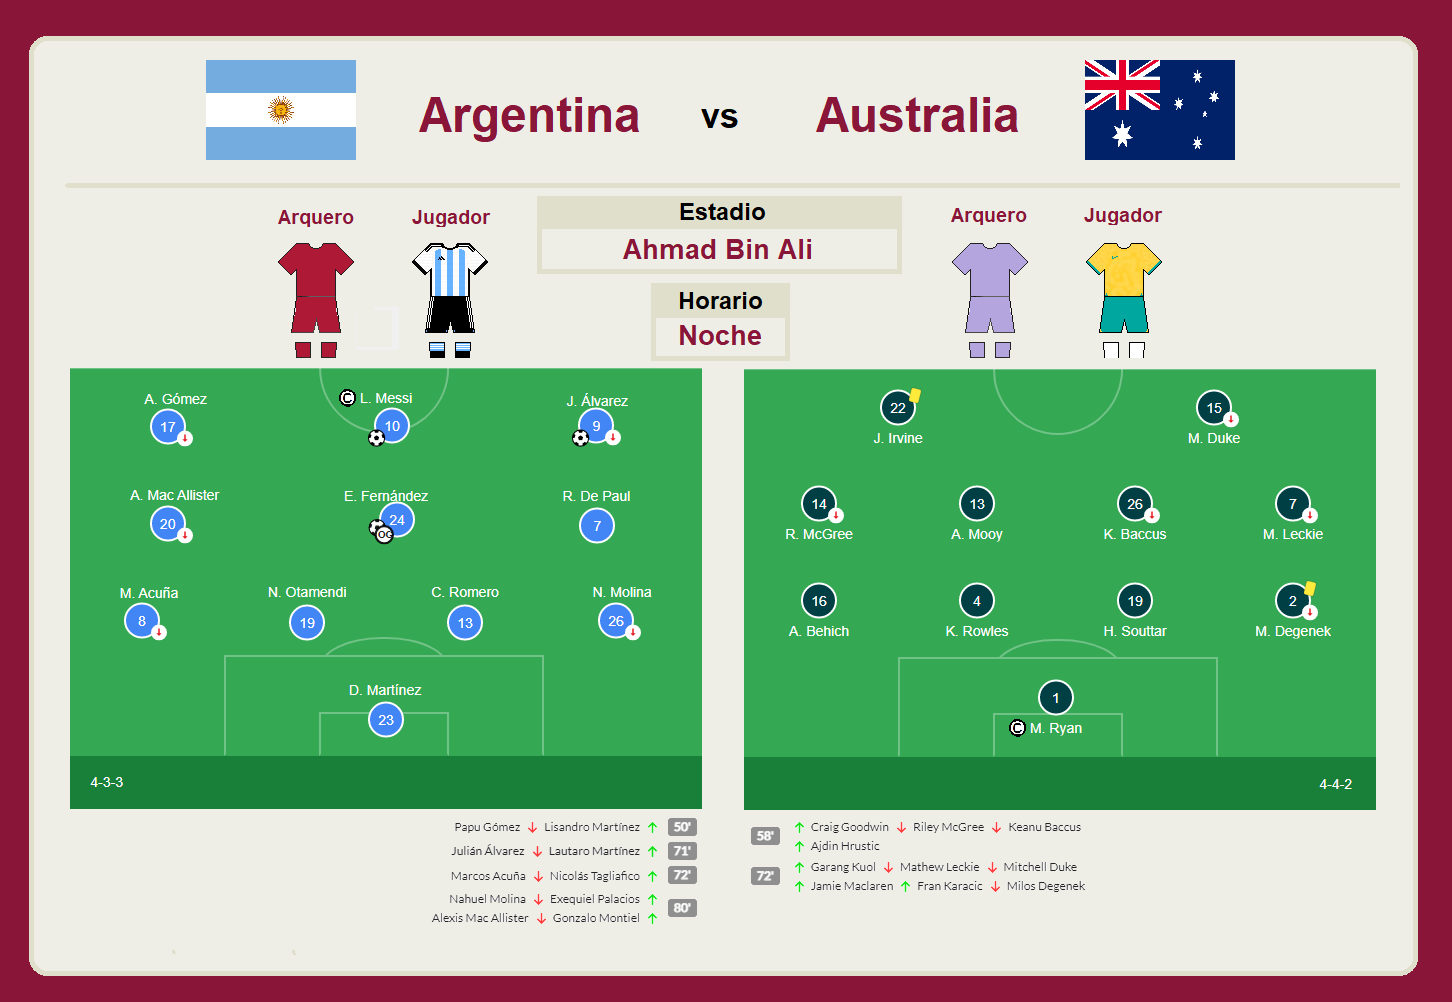 Argentina vs Australia
Arquero Jugador
Estadio
Ahmad Bin Ali
Horario
Noche
Arquero Jugador
A. Gómez
17
C L. Messi
10
J. Álvarez
9
A. Mac Allister
20
E. Fernández
24
OG
R. De Paul
7
M. Acuña
8
N. Otamendi
19
C. Romero
13
N. Molina
26
D. Martínez
23
4-3-3
22
J. Irvine
15
M. Duke
14
R. McGree
13
A. Mooy
26
K. Baccus
7
M. Leckie
16
A. Behich
4
K. Rowles
19
H. Souttar
2
M. Degenek
1
C M. Ryan
4-4-2
Papu Gómez ↓ Lisandro Martínez ↑ 50'
Julián Álvarez ↓ Lautaro Martínez ↑ 71'
Marcos Acuña ↓ Nicolás Tagliafico ↑ 72'
Nahuel Molina ↓ Exequiel Palacios ↑
80'
Alexis Mac Allister ↓ Gonzalo Montiel ↑
58'
↑ Craig Goodwin ↓ Riley McGree ↓ Keanu Baccus
↑ Ajdin Hrustic
72'
↑ Garang Kuol ↓ Mathew Leckie ↓ Mitchell Duke
↑ Jamie Maclaren ↑ Fran Karacic ↓ Milos Degenek